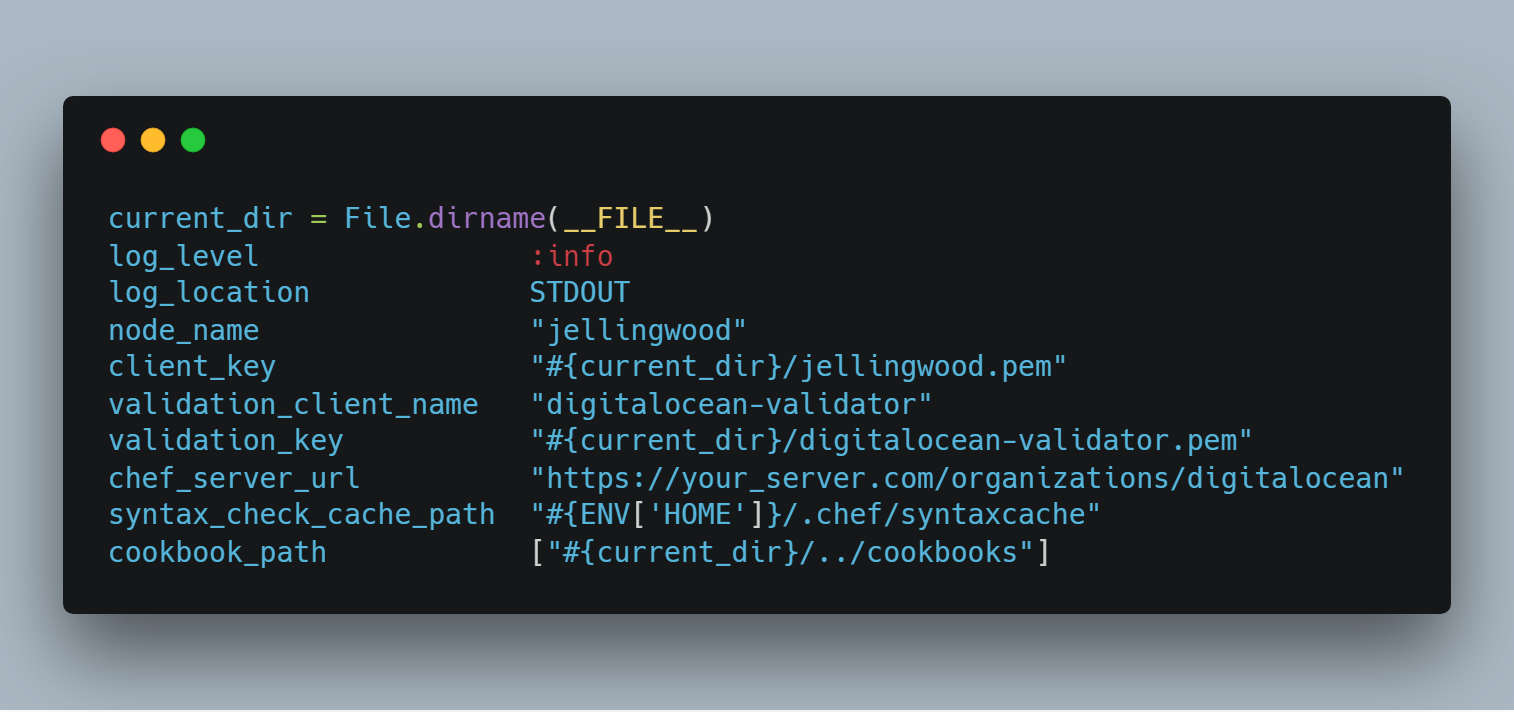 current_dir = File.dirname(__FILE__)
log_level                :info
log_location             STDOUT
node_name                "jellingwood"
client_key               "#{current_dir}/jellingwood.pem"
validation_client_name   "digitalocean-validator"
validation_key           "#{current_dir}/digitalocean-validator.pem"
chef_server_url          "https://your_server.com/organizations/digitalocean"
syntax_check_cache_path  "#{ENV['HOME']}/.chef/syntaxcache"
cookbook_path            ["#{current_dir}/../cookbooks"]